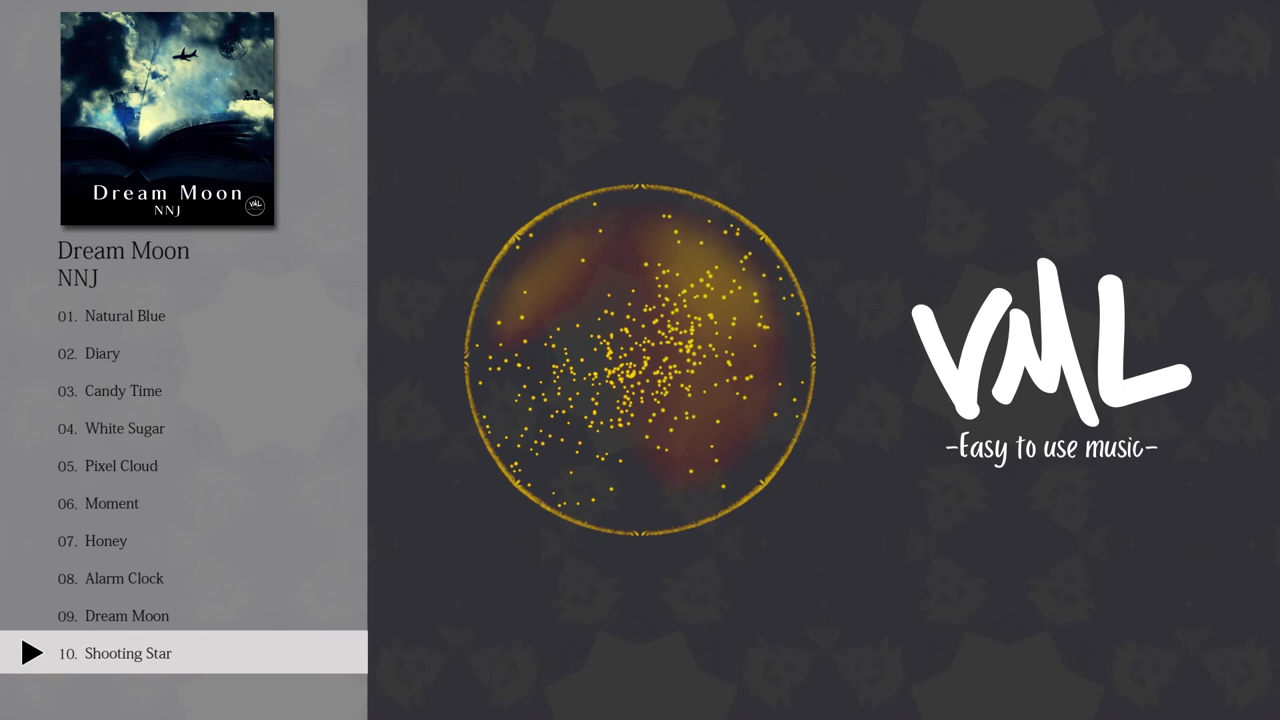 Dream Moon
NNJ
VML
Dream Moon
NNJ
01. Natural Blue
02. Diary
03. Candy Time
04. White Sugar
05. Pixel Cloud
06. Moment
07. Honey
08. Alarm Clock
09. Dream Moon
10. Shooting Star
VML
-Easy to use music-